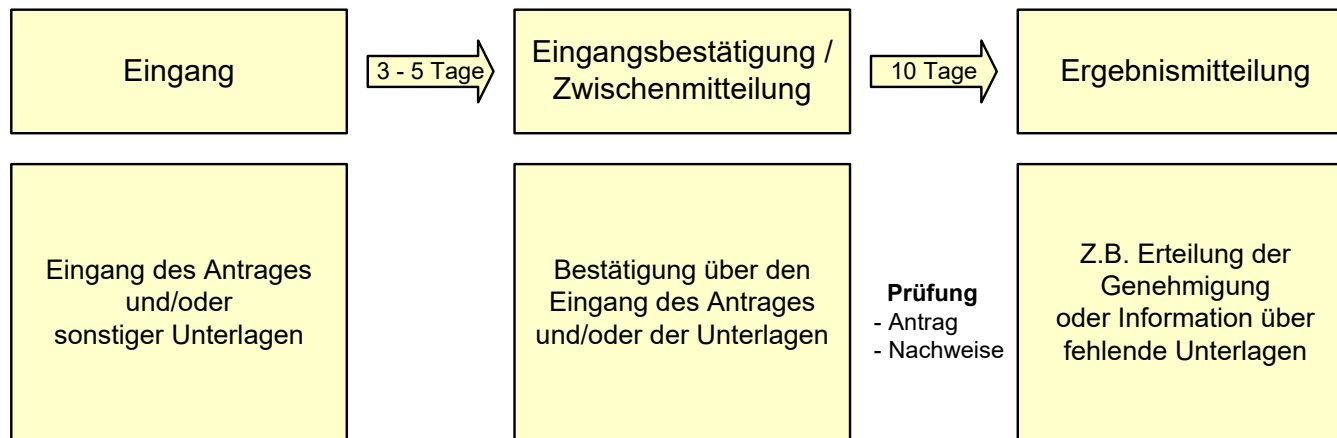 Eingang
3 - 5 Tage
Eingangsbestätigung /
Zwischenmitteilung
10 Tage
Ergebnismitteilung
Eingang des Antrages
und/oder
sonstiger Unterlagen
Bestätigung über den
Eingang des Antrages
und/oder der Unterlagen
Prüfung
- Antrag
- Nachweise
Z.B. Erteilung der
Genehmigung
oder Information über
fehlende Unterlagen